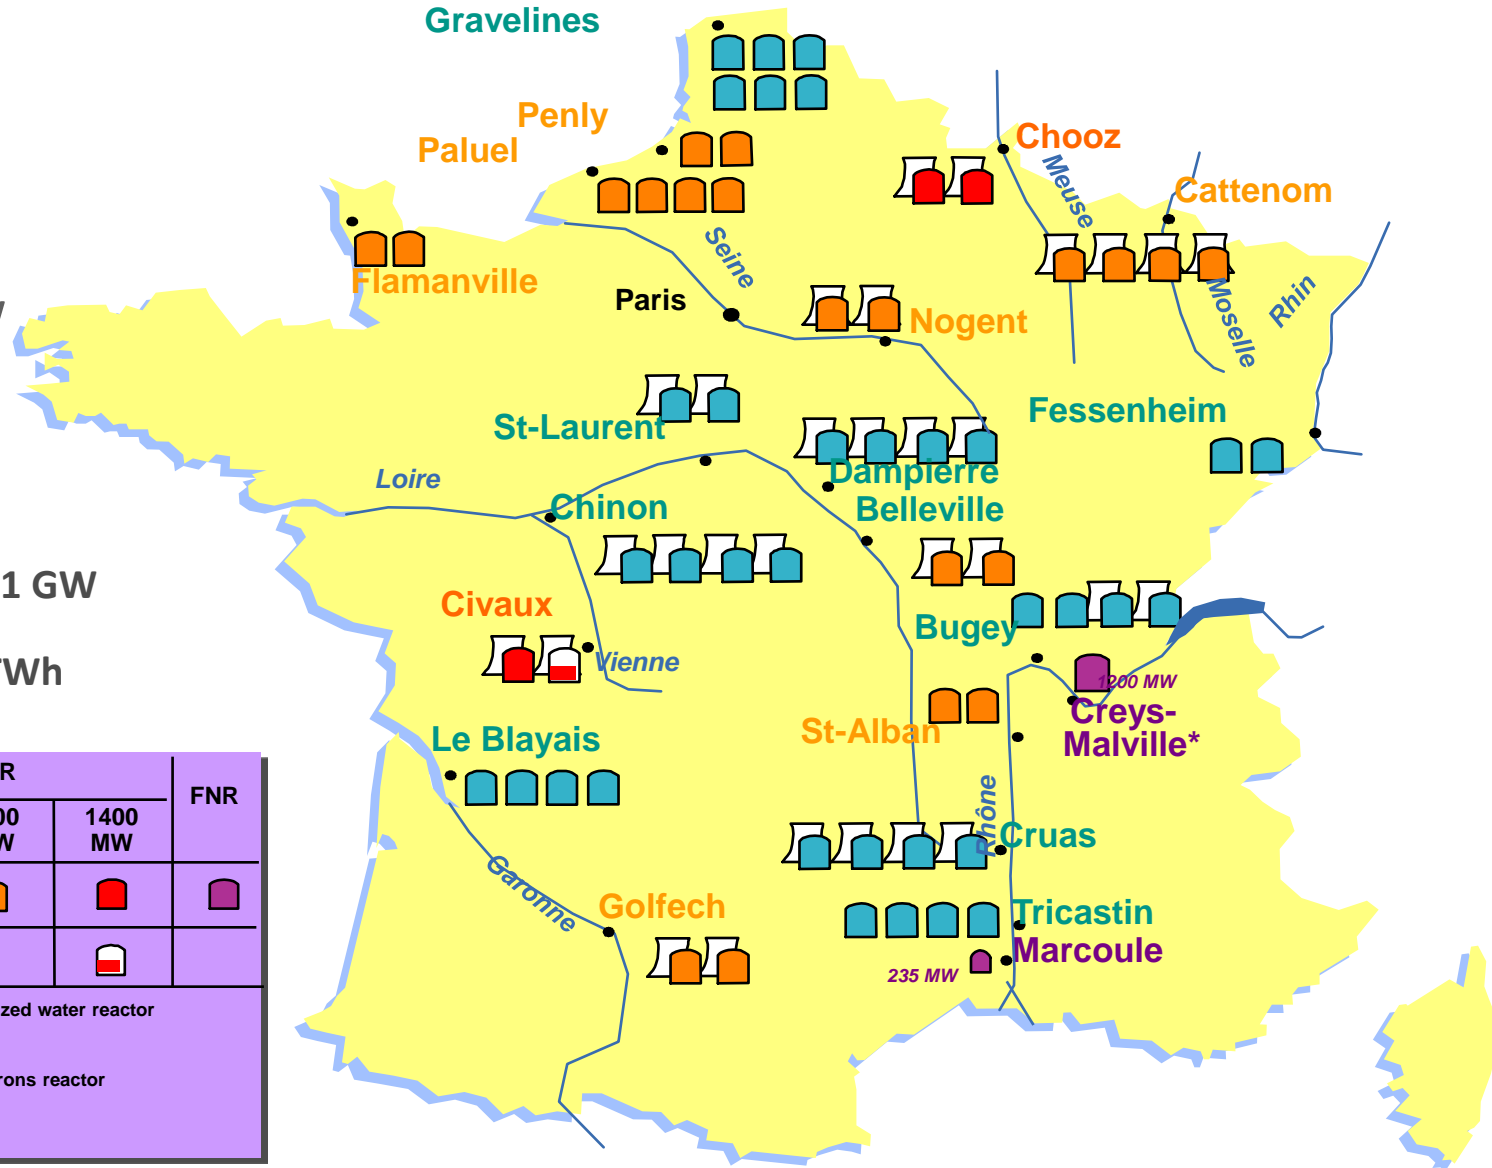 Gravelines
Penly
Paluel
Chooz
Meuse
Cattenom
Flamanville
Seine
Paris
Nogent
Moselle
Rhin
St-Laurent
Fessenheim
Dampierre
Belleville
Loire
Chinon
1 GW
Civaux
Vienne
Bugey
TWh
1200 MW
Creys-
Malville*
St-Alban
Le Blayais
R
FNR
1400
MW
Rhône
Cruas
Garonne
Golfech
Tricastin
Marcoule
235 MW
zed water reactor
rons reactor